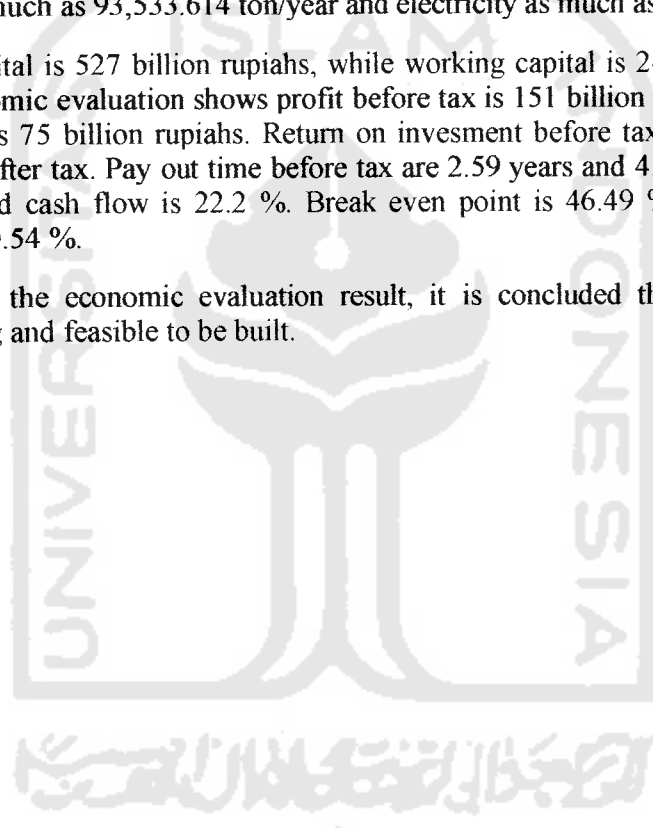 much as 93,533.614 ton/year and electricity as much as
ital is 527 billion rupiahs, while working capital is 2
omic evaluation shows profit before tax is 151 billion
s 75 billion rupiahs. Return on invesment before tax
fter tax. Pay out time before tax are 2.59 years and 4
d cash flow is 22.2 %. Break even point is 46.49 %
.54 %.
the economic evaluation result, it is concluded th
g and feasible to be built.
ISLAM
UNIVERSITAS
INDONESIA